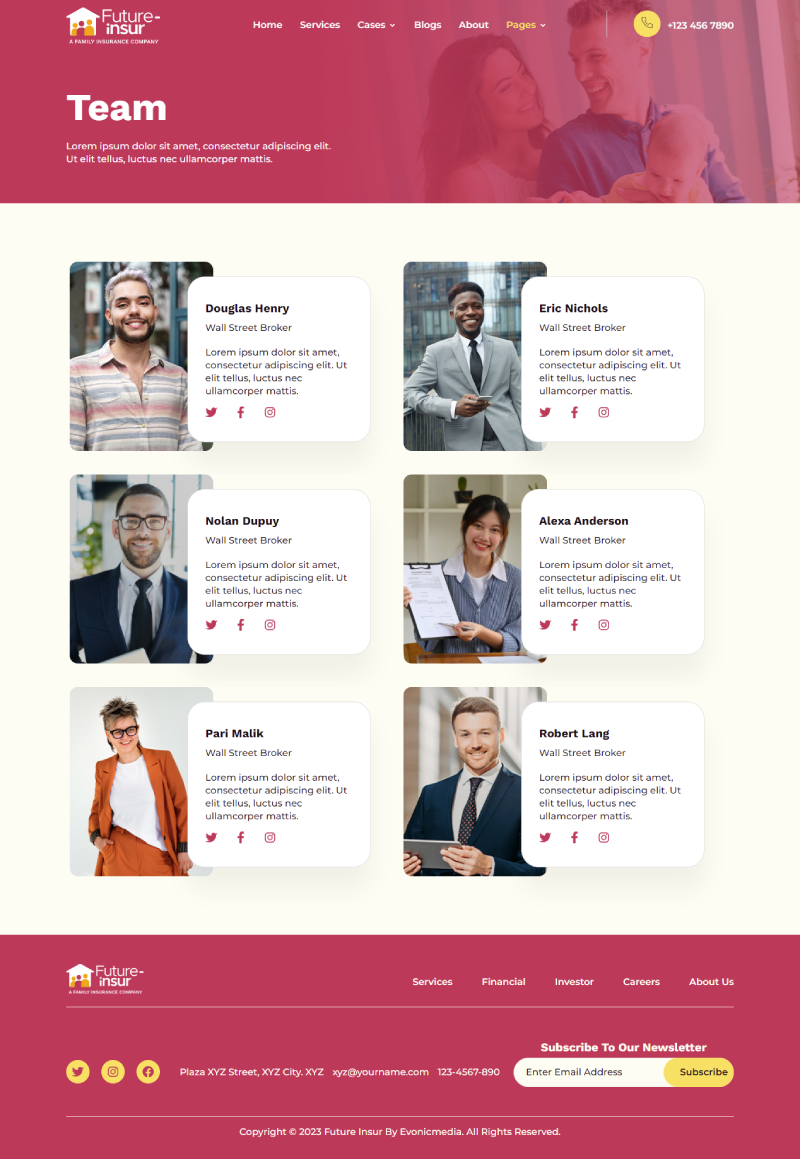 Future-
insur
A FAMILY INSURANCE COMPANY
Home Services Cases Blogs About Pages
+123 456 7890
Team
Lorem ipsum dolor sit amet, consectetur adipiscing elit.
Ut elit tellus, luctus nec ullamcorper mattis.
Douglas Henry
Wall Street Broker
Lorem ipsum dolor sit amet,
consectetur adipiscing elit. Ut
elit tellus, luctus nec
ullamcorper mattis.
Eric Nichols
Wall Street Broker
Lorem ipsum dolor sit amet,
consectetur adipiscing elit. Ut
elit tellus, luctus nec
ullamcorper mattis.
Nolan Dupuy
Wall Street Broker
Lorem ipsum dolor sit amet,
consectetur adipiscing elit. Ut
elit tellus, luctus nec
ullamcorper mattis.
Alexa Anderson
Wall Street Broker
Lorem ipsum dolor sit amet,
consectetur adipiscing elit. Ut
elit tellus, luctus nec
ullamcorper mattis.
Pari Malik
Wall Street Broker
Lorem ipsum dolor sit amet,
consectetur adipiscing elit. Ut
elit tellus, luctus nec
ullamcorper mattis.
Robert Lang
Wall Street Broker
Lorem ipsum dolor sit amet,
consectetur adipiscing elit. Ut
elit tellus, luctus nec
ullamcorper mattis.
Future-
insur
A FAMILY INSURANCE COMPANY
Services Financial Investor Careers About Us
Plaza XYZ Street, XYZ City. XYZ xyz@yourname.com 123-4567-890
Subscribe To Our Newsletter
Enter Email Address Subscribe
Copyright © 2023 Future Insur By Evonicmedia. All Rights Reserved.